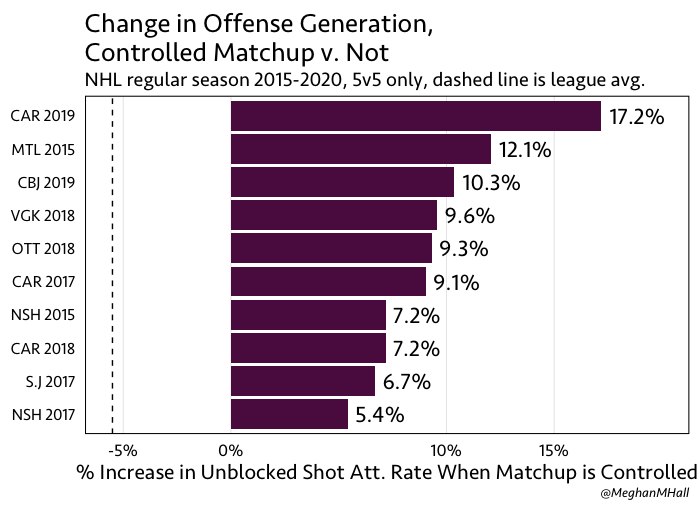 Change in Offense Generation,
Controlled Matchup v. Not
NHL regular season 2015-2020, 5v5 only, dashed line is league avg.
CAR 2019 17.2%
MTL 2015 12.1%
CBJ 2019 10.3%
VGK 2018 9.6%
OTT 2018 9.3%
CAR 2017 9.1%
NSH 2015 7.2%
CAR 2018 7.2%
S.J 2017 6.7%
NSH 2017 5.4%
-5% 0% 10% 15%
% Increase in Unblocked Shot Att. Rate When Matchup is Controlled
@MeghanMHall